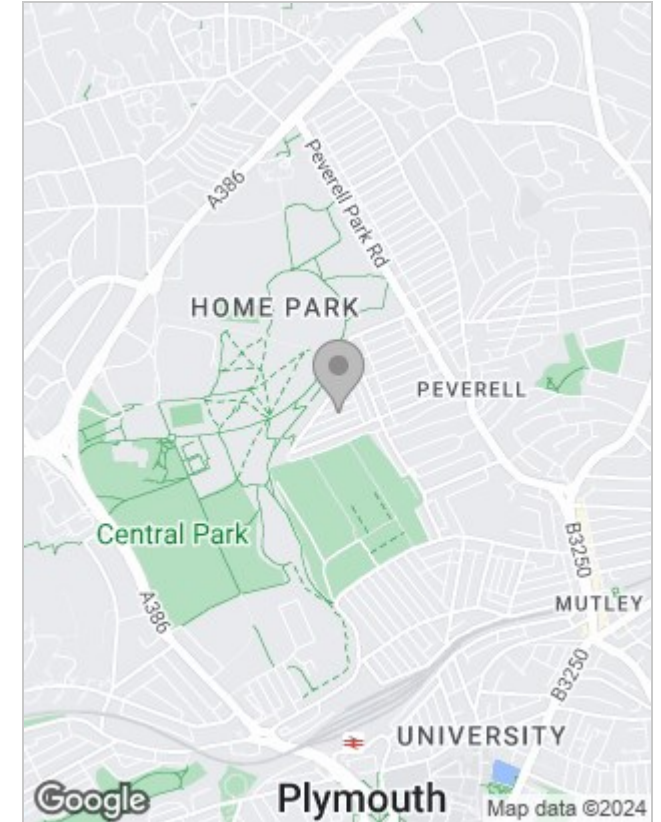 Peverell Park Rd
A386
HOME PARK
PEVERELL
Central Park
B3250
A386
MUTLEY
B3250
UNIVERSITY
Plymouth
Google
Map data ©2024